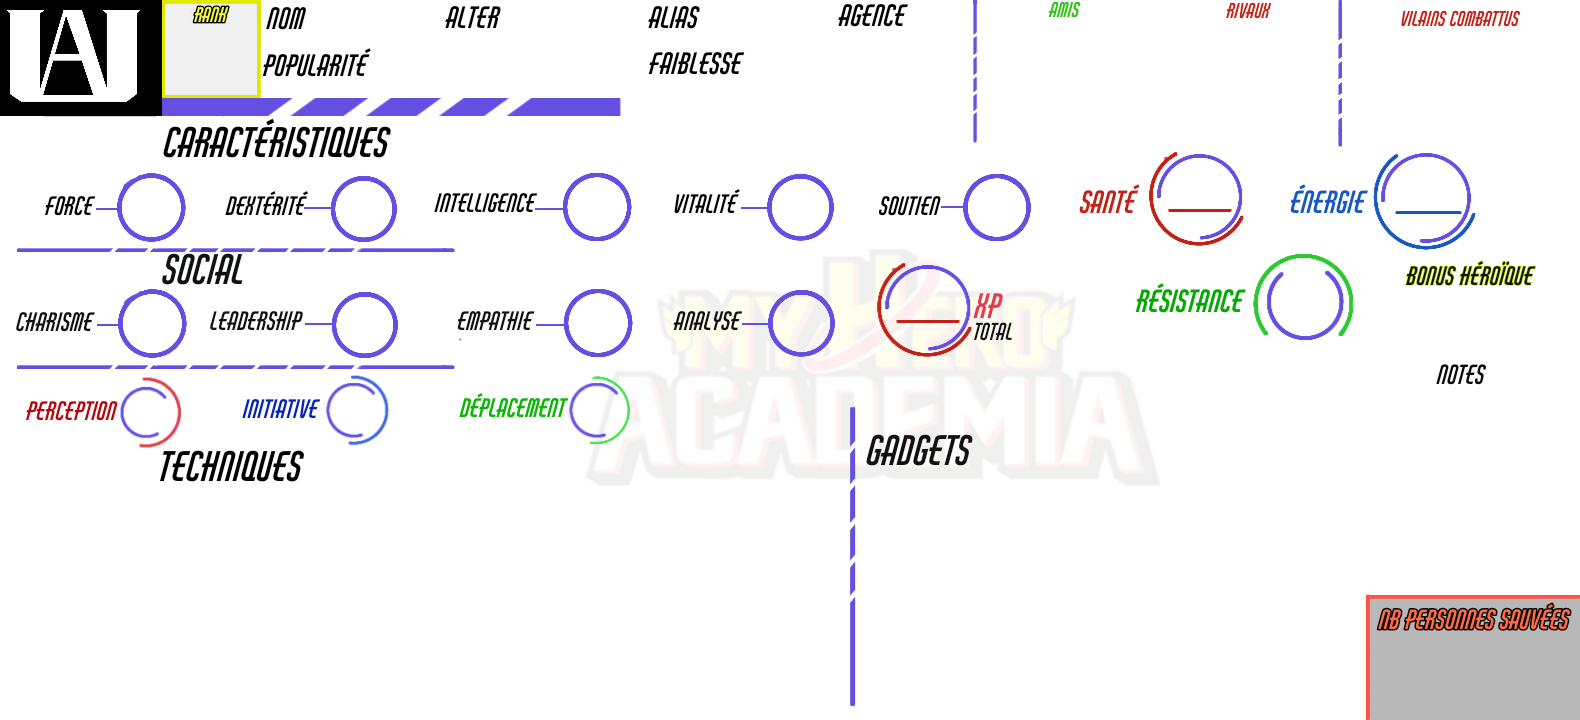 UA
RANK
NOM
ALTER
ALIAS
AGENCE
AMIS
RIVAUX
VILAINS COMBATTUS
POPULARITÉ
FAIBLESSE
CARACTÉRISTIQUES
FORCE
DEXTÉRITÉ
INTELLIGENCE
VITALITÉ
SOUTIEN
SANTÉ
ÉNERGIE
SOCIAL
BONUS HÉROÏQUE
RÉSISTANCE
CHARISME
LEADERSHIP
EMPATHIE
ANALYSE
XP
TOTAL
MY HERO
ACADEMIA
NOTES
PERCEPTION
INITIATIVE
DÉPLACEMENT
TECHNIQUES
GADGETS
NB PERSONNES SAUVÉES